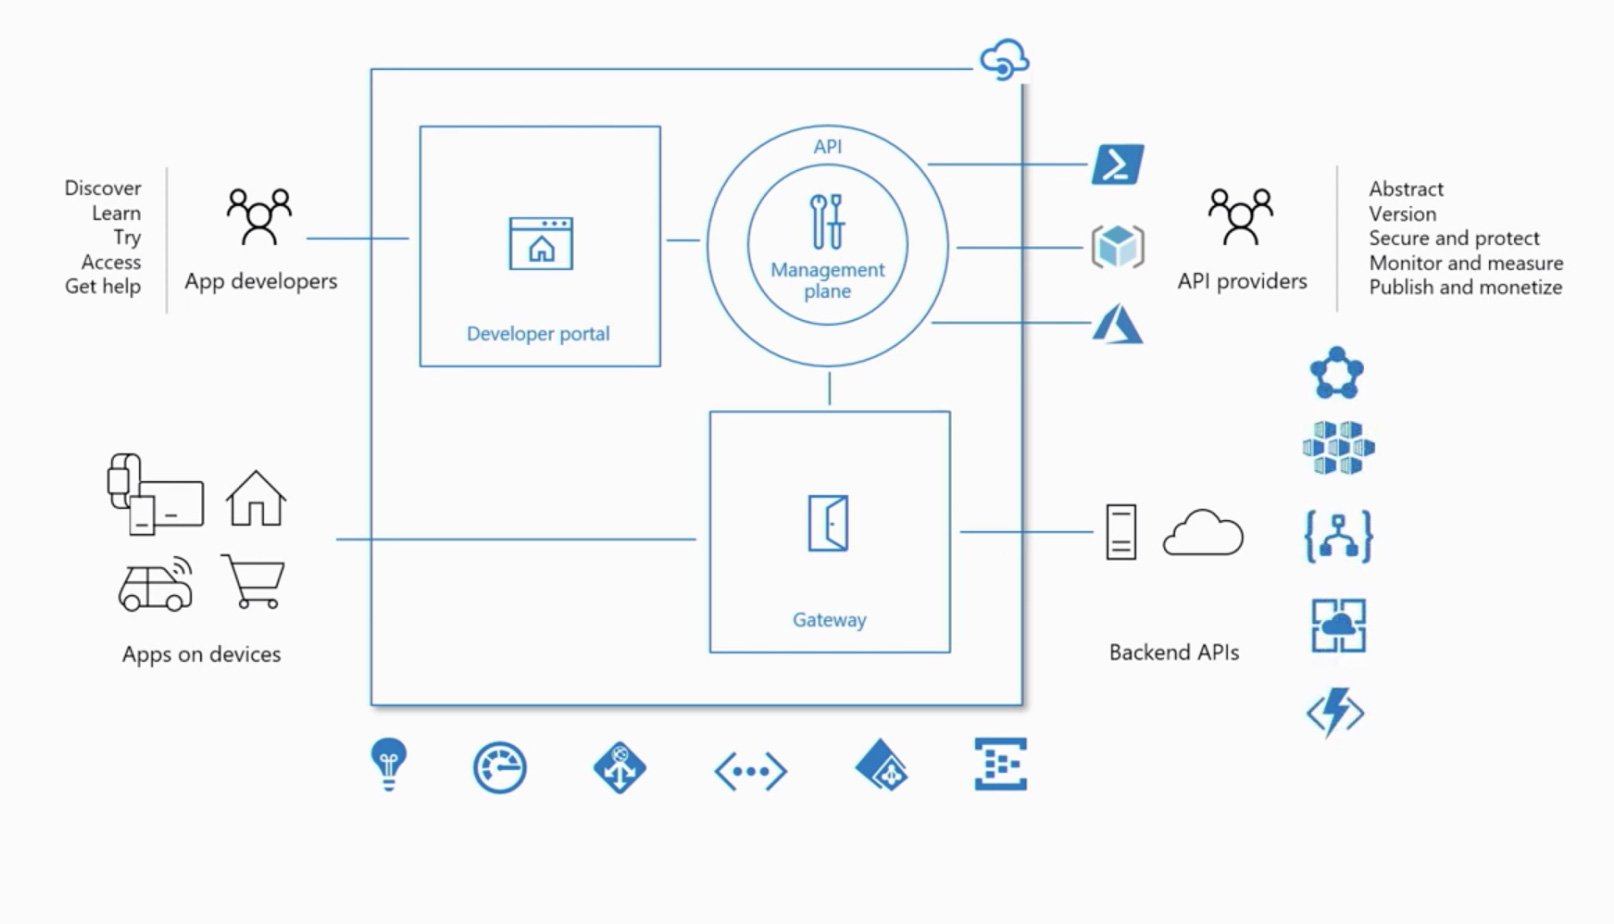 Discover
Learn
Try
Access
Get help
App developers
Developer portal
API
Management
plane
API providers
Abstract
Version
Secure and protect
Monitor and measure
Publish and monetize
Apps on devices
Gateway
Backend APIs